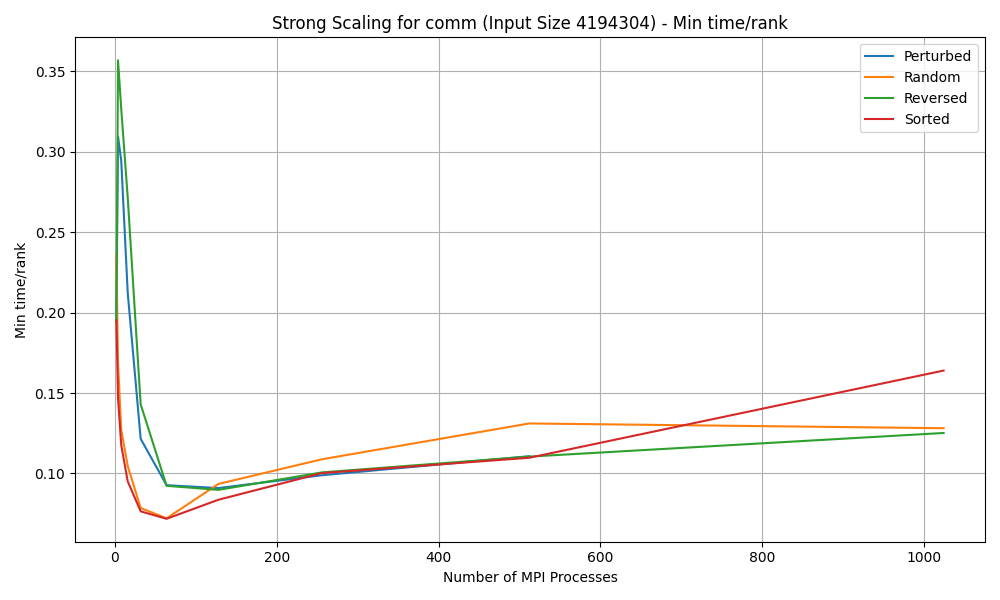 Strong Scaling for comm (Input Size 4194304) - Min time/rank
Perturbed
Random
Reversed
Sorted
Min time/rank
0.35
0.30
0.25
0.20
0.15
0.10
0 200 400 600 800 1000
Number of MPI Processes